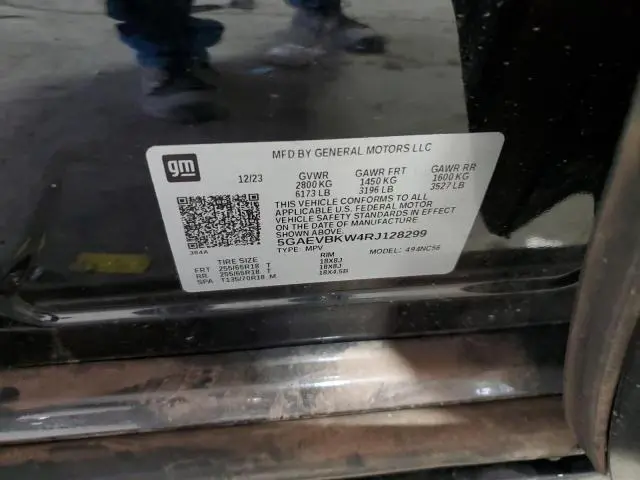 gm
MFD BY GENERAL MOTORS LLC
12/23
GVWR GAWR FRT GAWR RR
2800 KG 1450 KG 1600 KG
6173 LB 3196 LB 3527 LB
THIS VEHICLE CONFORMS TO ALL
APPLICABLE U.S. FEDERAL MOTOR
VEHICLE SAFETY STANDARDS IN
EFFECT ON THE DATE OF MANUFACTURE
SHOWN ABOVE.
5GAEVBKW4RJ128299
TYPE: MPV MODEL: 494NC56
384A
TIRE SIZE RIM
FRT 255/65R18 T 18X8J
RR 255/65R18 T 18X8J
SPA T135/70R18 M 18X4.5B